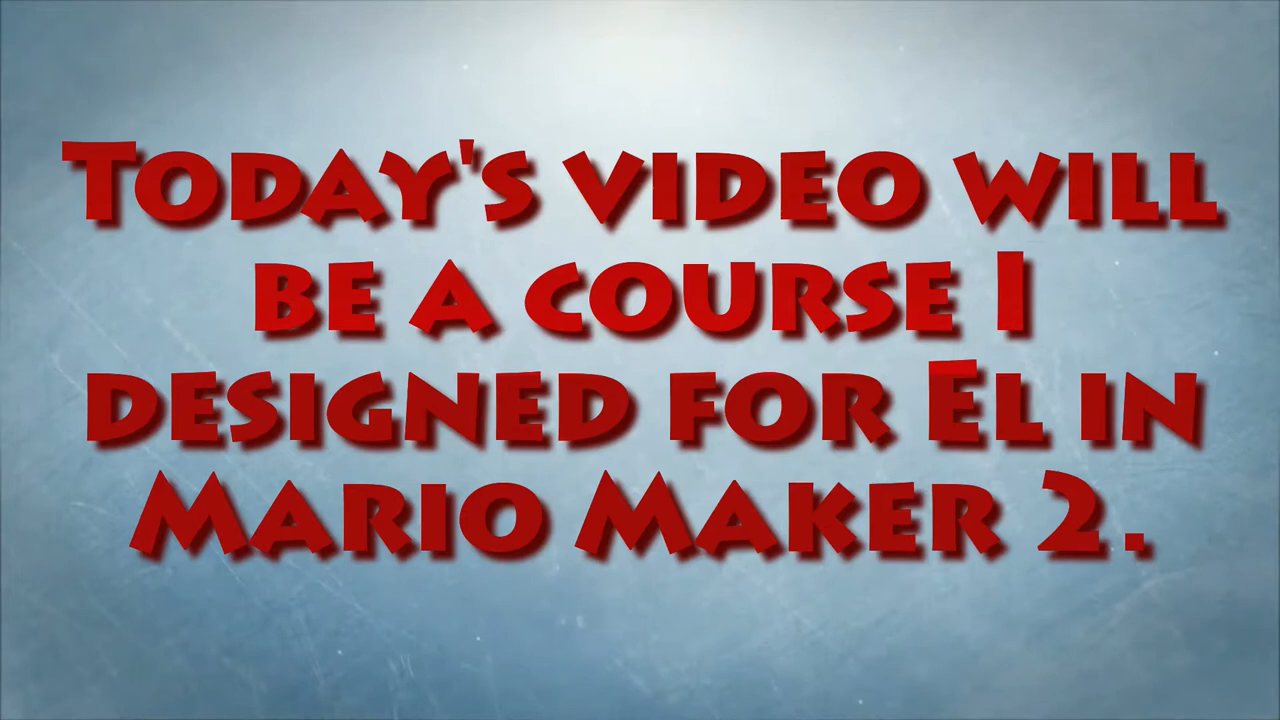 Today's video will
be a course I
designed for El in
Mario Maker 2.